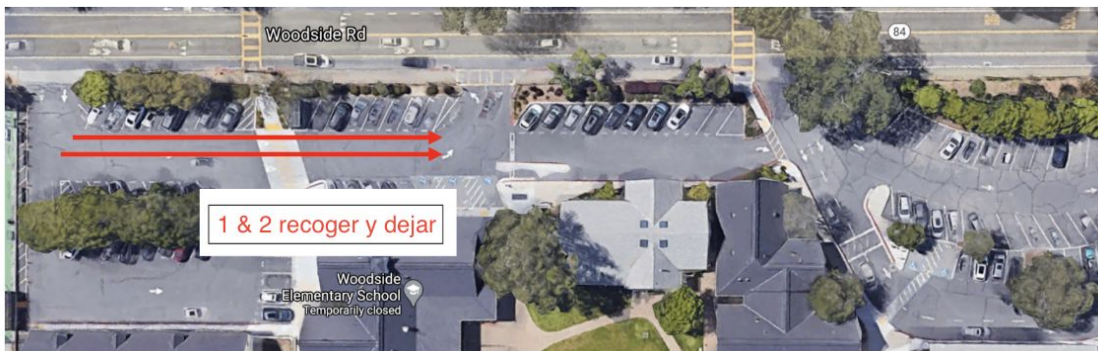 Woodside Rd
84
1 & 2 recoger y dejar
Woodside
Elementary School
Temporarily closed